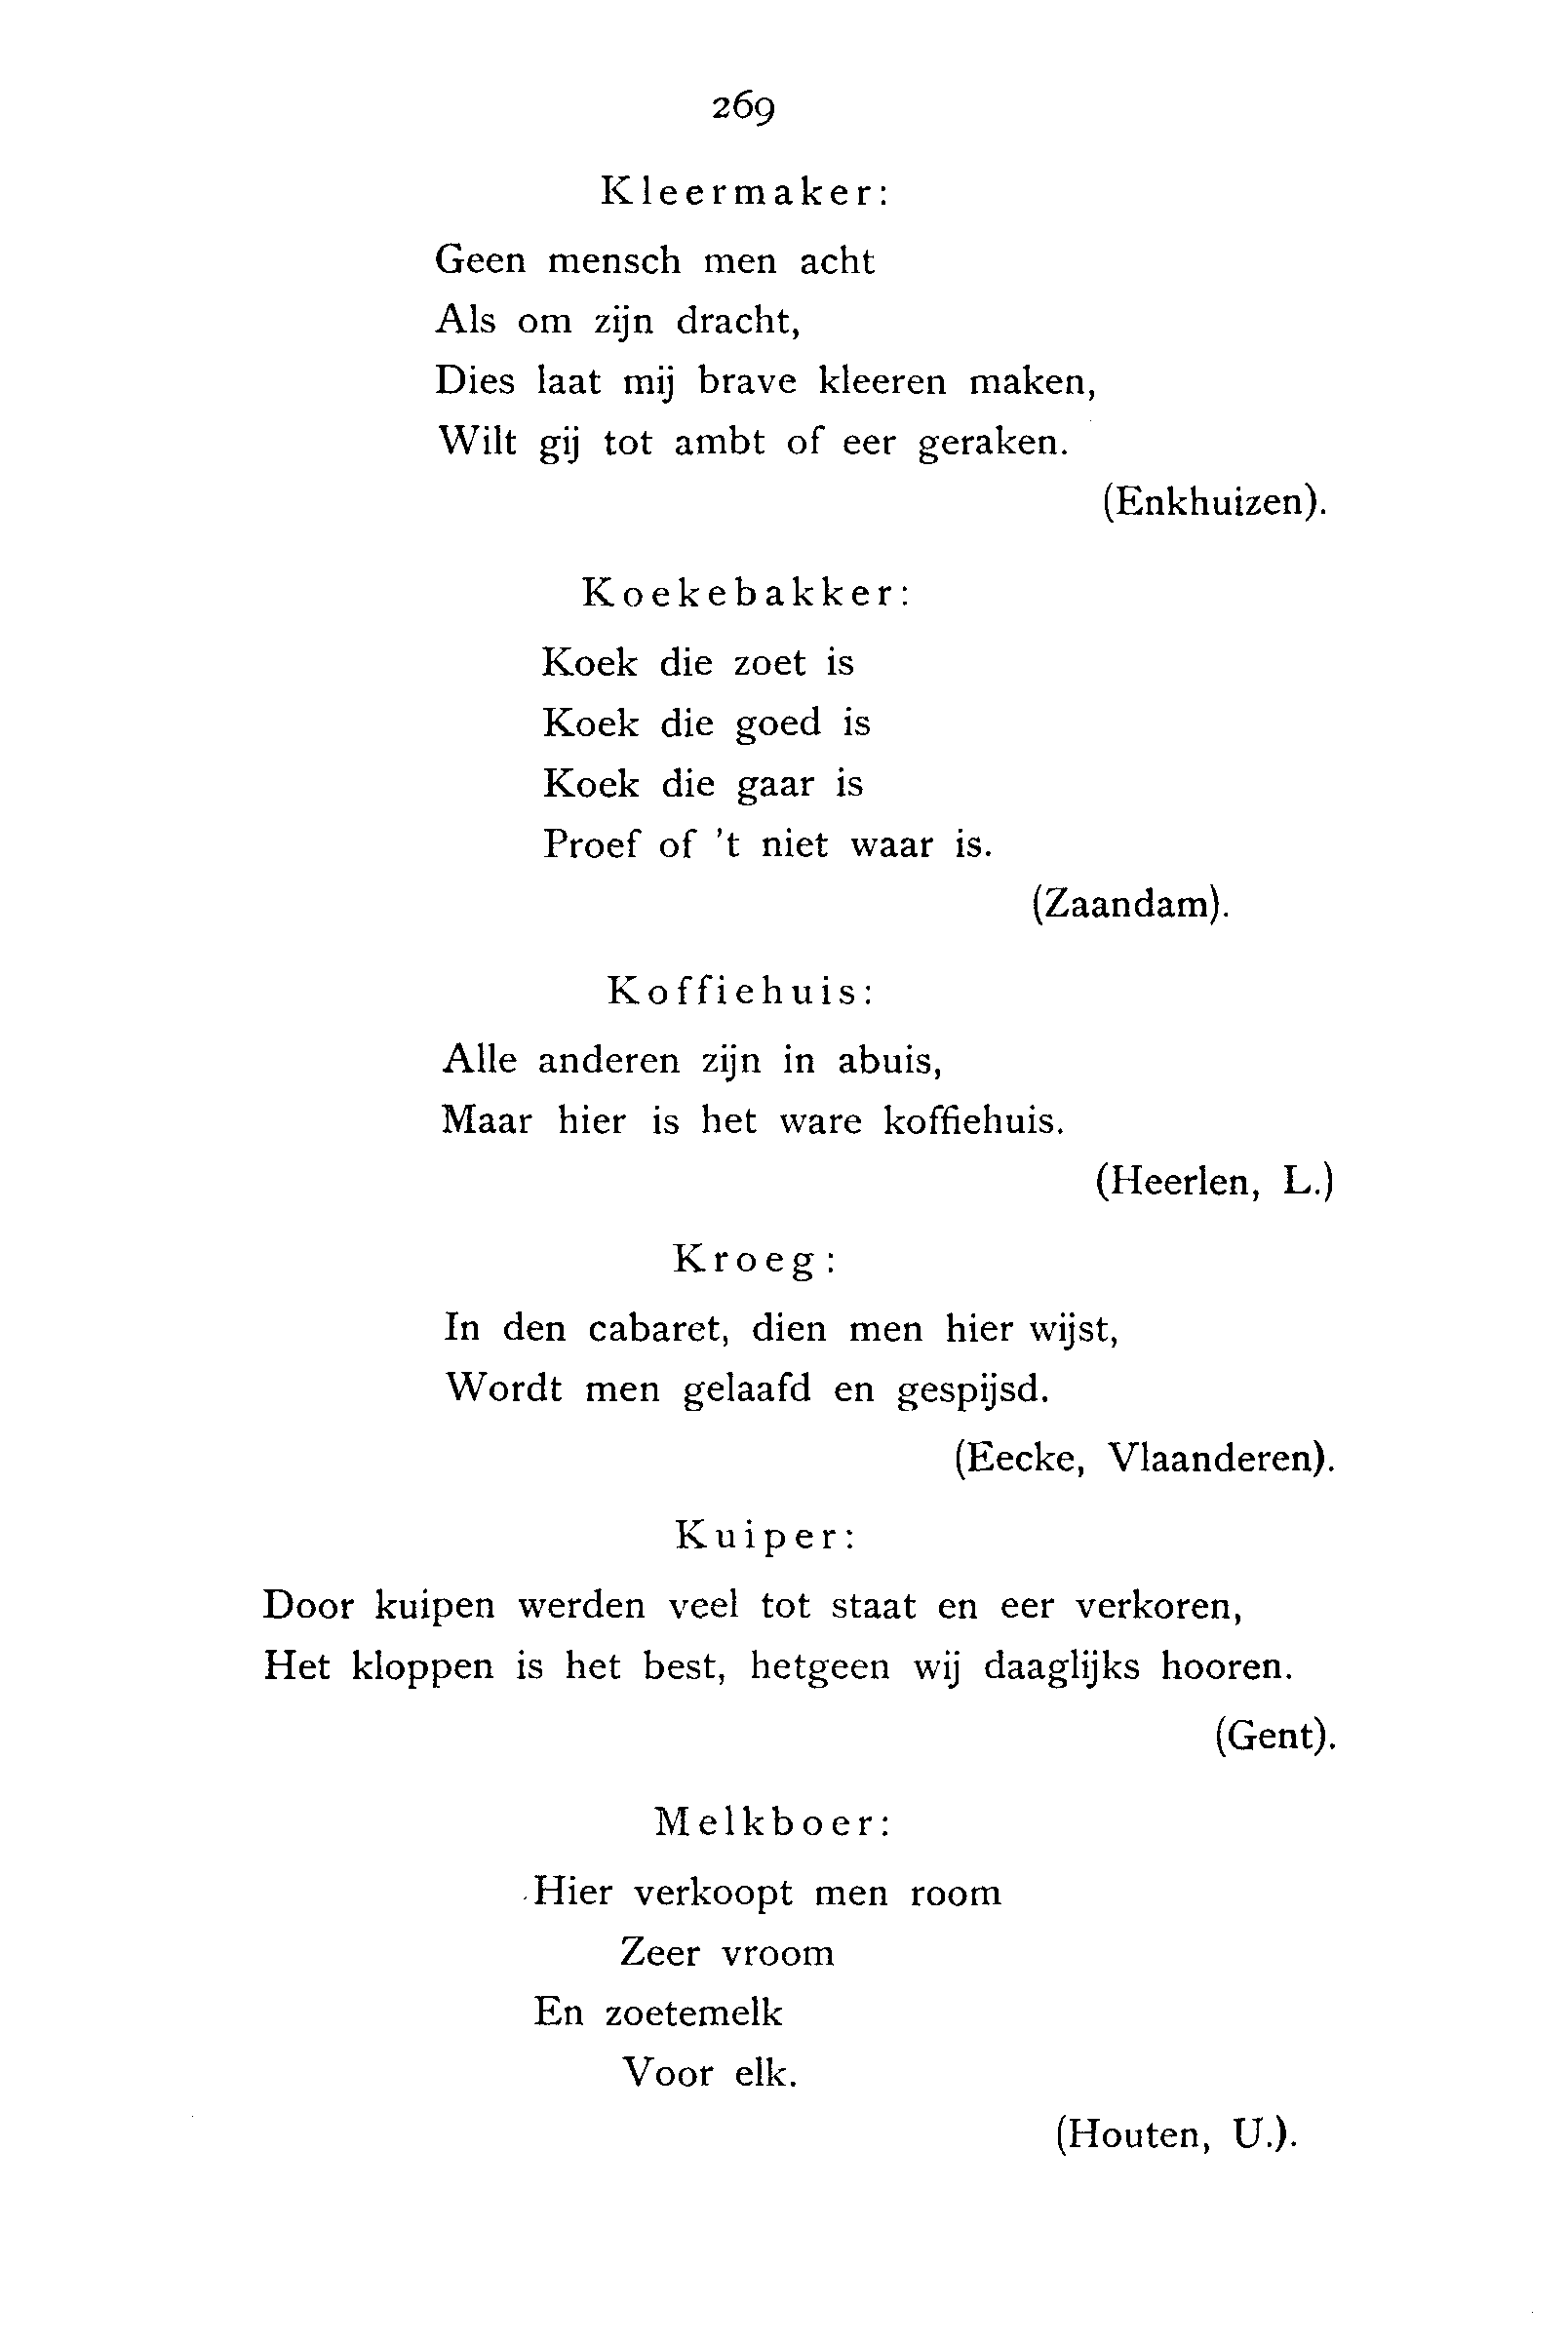 269
Kleermaker:
Geen mensch men acht
Als om zijn dracht,
Dies laat mij brave kleeren maken,
Wilt gij tot ambt of eer geraken.
(Enkhuizen).
Koekebakker:
Koek die zoet is
Koek die goed is
Koek die gaar is
Proef of 't niet waar is.
(Zaandam).
Koffiehuis:
Alle anderen zijn in abuis,
Maar hier is het ware koffiehuis.
(Heerlen, L.)
Kroeg:
In den cabaret, dien men hier wijst,
Wordt men gelaafd en gespijsd.
(Eecke, Vlaanderen).
Kuiper:
Door kuipen werden veel tot staat en eer verkoren,
Het kloppen is het best, hetgeen wij daaglijks hooren.
(Gent).
Melkboer:
Hier verkoopt men room
Zeer vroom
En zoetemelk
Voor elk.
(Houten, U.).